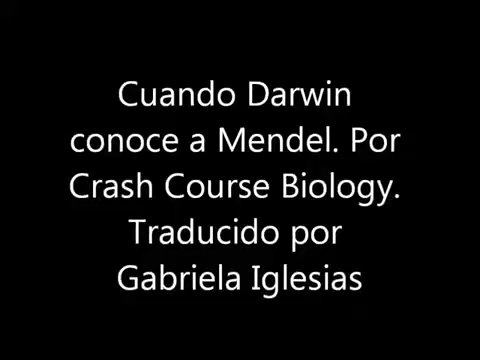 Cuando Darwin
conoce a Mendel. Por
Crash Course Biology.
Traducido por
Gabriela Iglesias